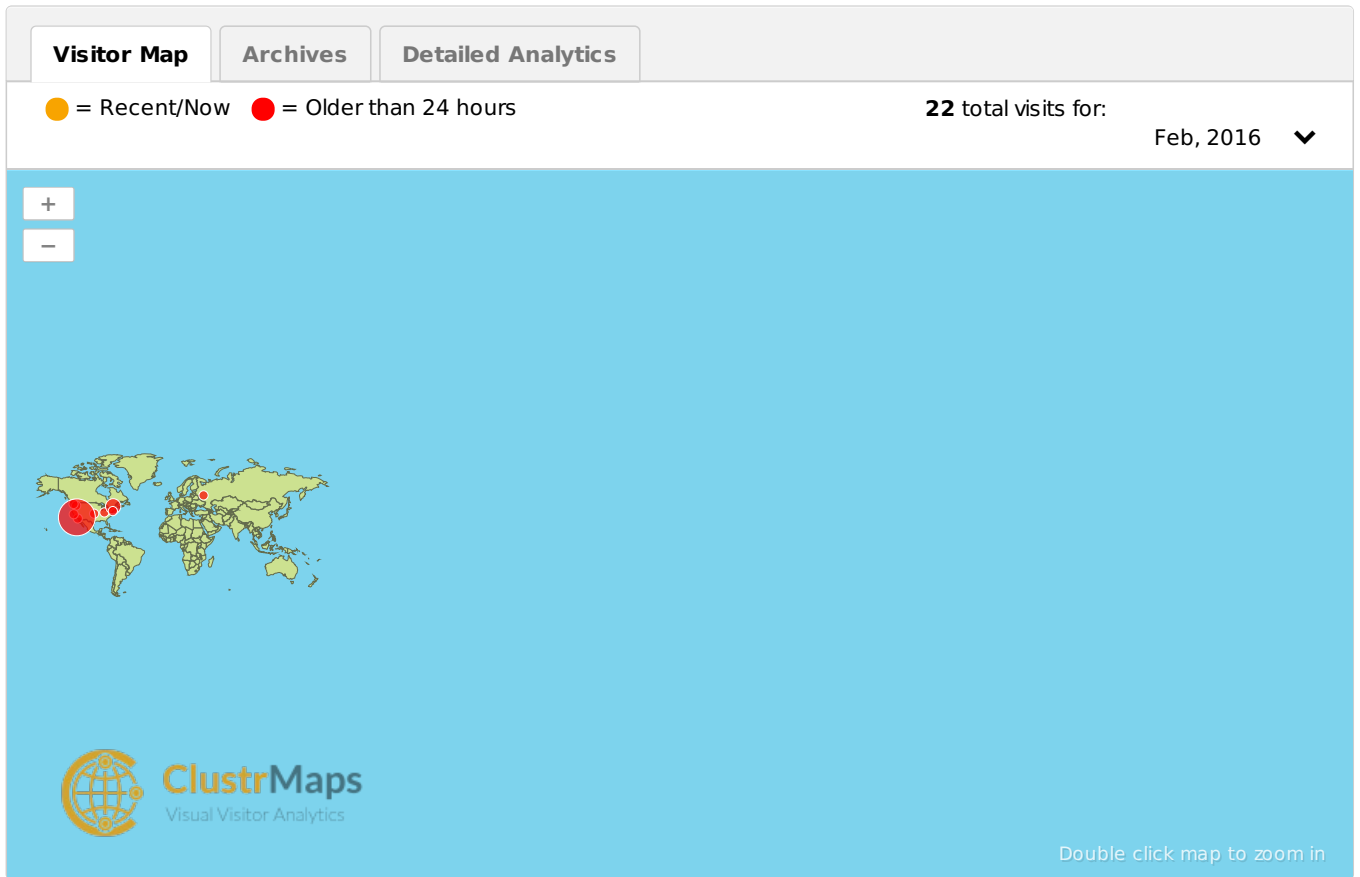 Visitor Map Archives Detailed Analytics
= Recent/Now = Older than 24 hours 22 total visits for:
Feb, 2016
+
−
ClustrMaps
Visual Visitor Analytics
Double click map to zoom in